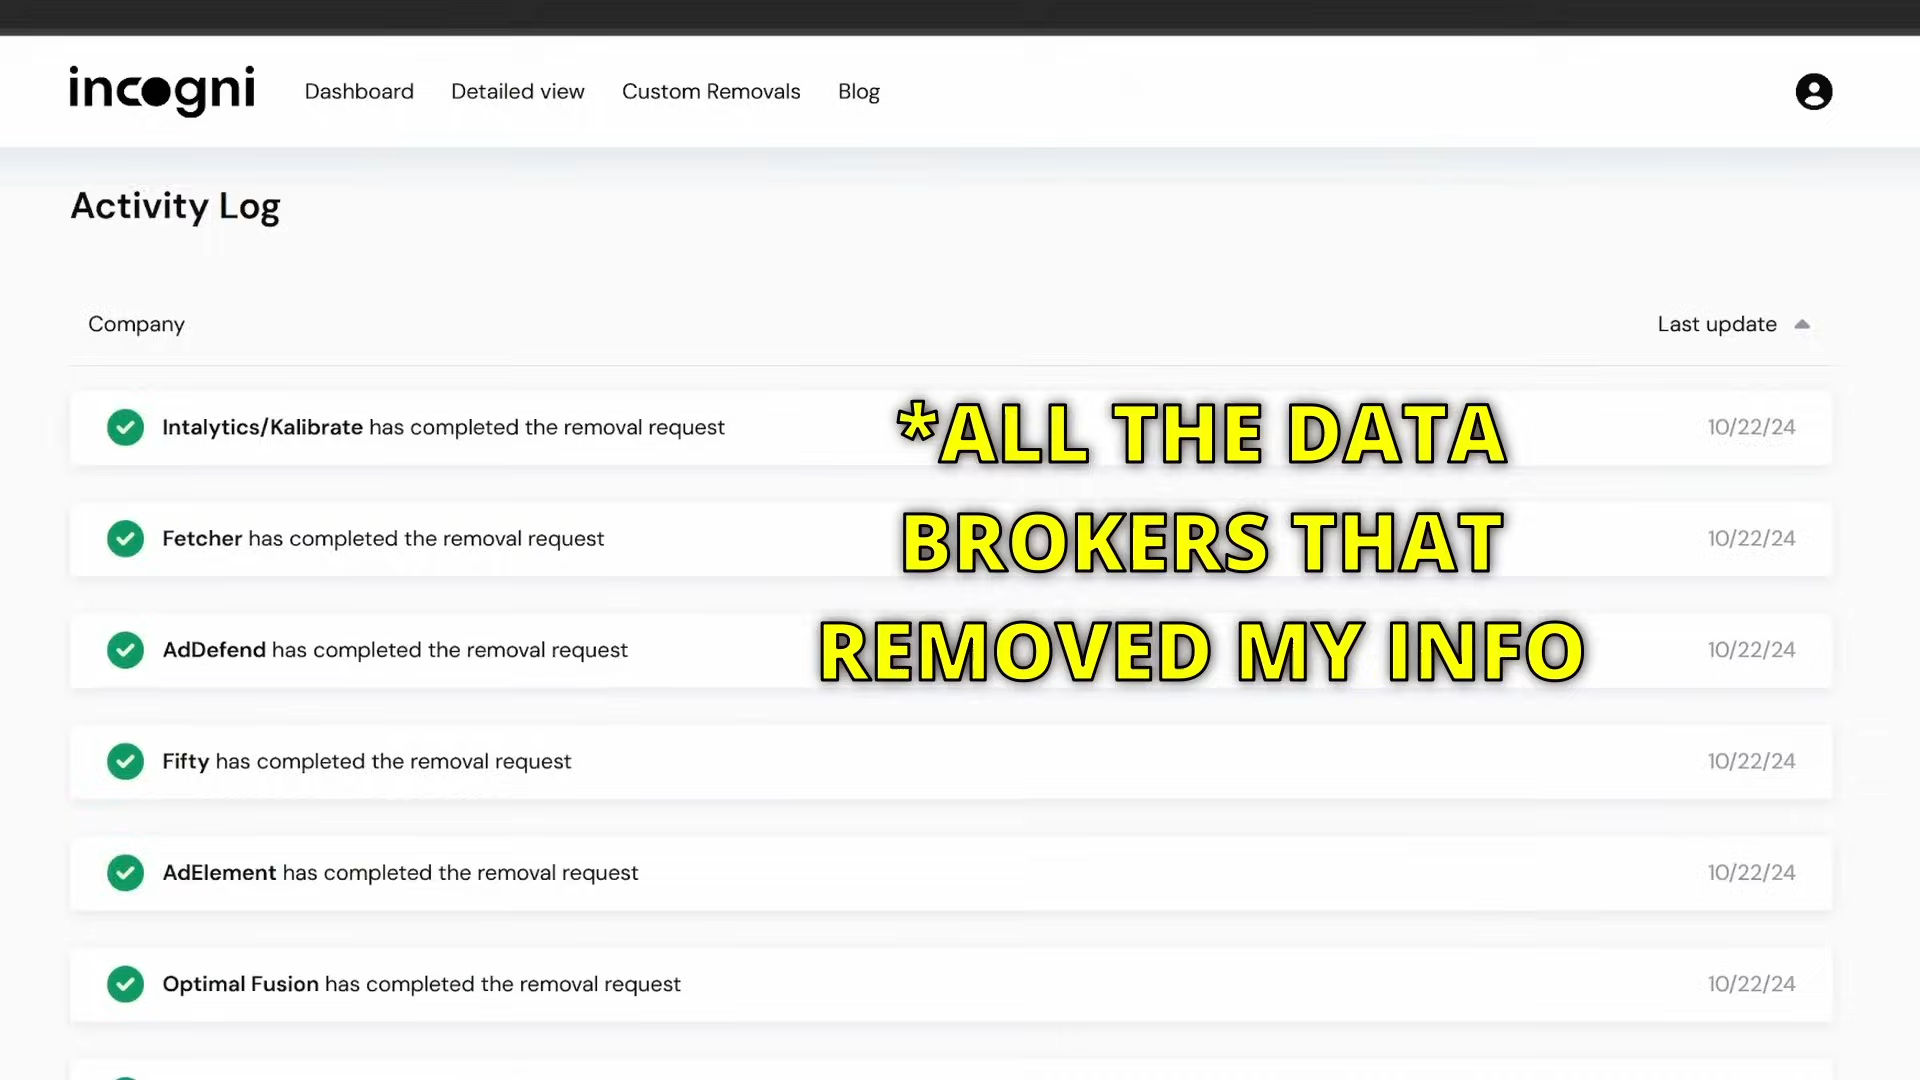 incogni Dashboard Detailed view Custom Removals Blog
Activity Log
Company Last update
Intalytics/Kalibrate has completed the removal request 10/22/24
Fetcher has completed the removal request 10/22/24
AdDefend has completed the removal request 10/22/24
Fifty has completed the removal request 10/22/24
AdElement has completed the removal request 10/22/24
Optimal Fusion has completed the removal request 10/22/24
*ALL THE DATA
BROKERS THAT
REMOVED MY INFO